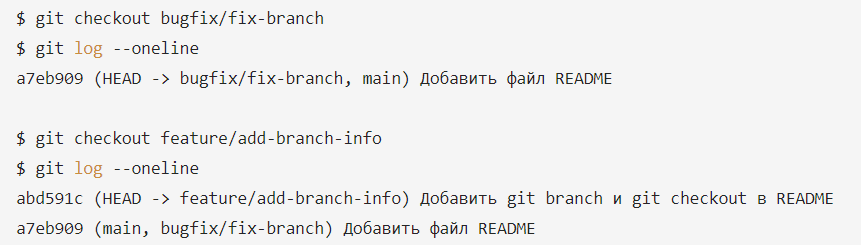 $ git checkout bugfix/fix-branch
$ git log --oneline
a7eb909 (HEAD -> bugfix/fix-branch, main) Добавить файл README
$ git checkout feature/add-branch-info
$ git log --oneline
abd591c (HEAD -> feature/add-branch-info) Добавить git branch и git checkout в README
a7eb909 (main, bugfix/fix-branch) Добавить файл README